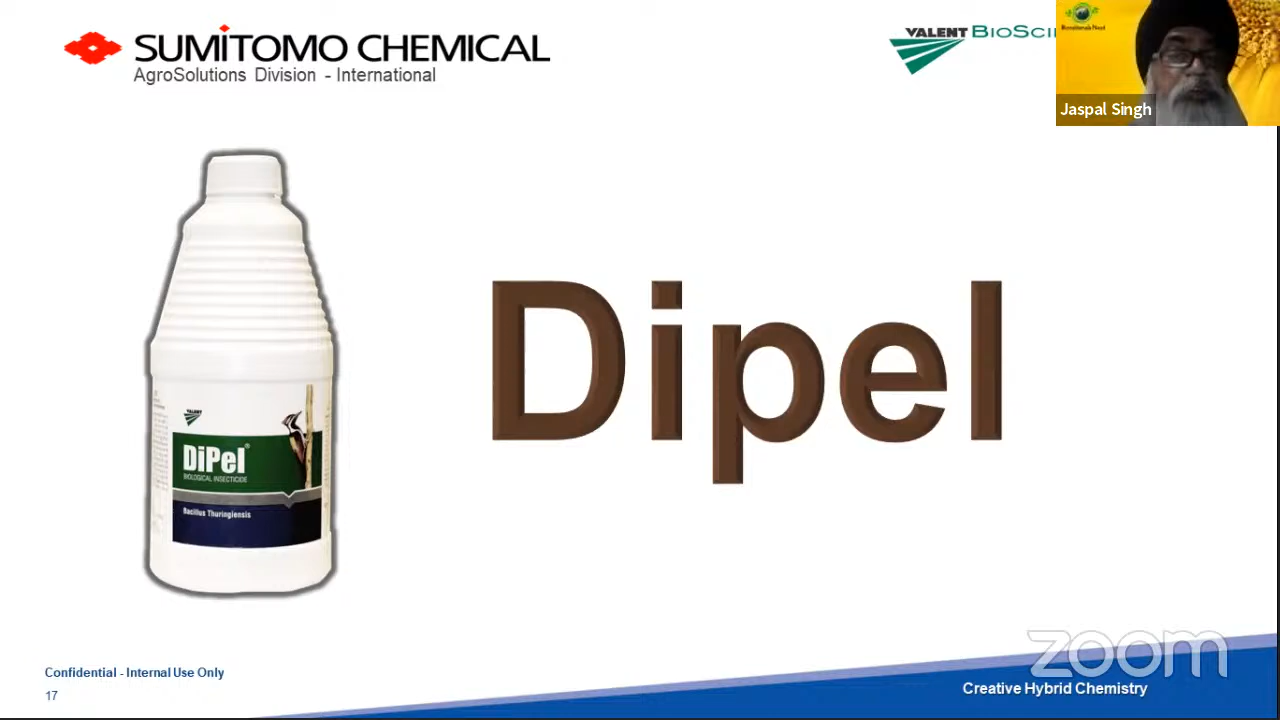 SUMITOMO CHEMICAL
AgroSolutions Division - International
VALENT BIOSCI
Jaspal Singh
VALENT
DiPel®
BIOLOGICAL INSECTICIDE
Bacillus Thuringiensis
Dipel
zoom
Confidential - Internal Use Only
17
Creative Hybrid Chemistry